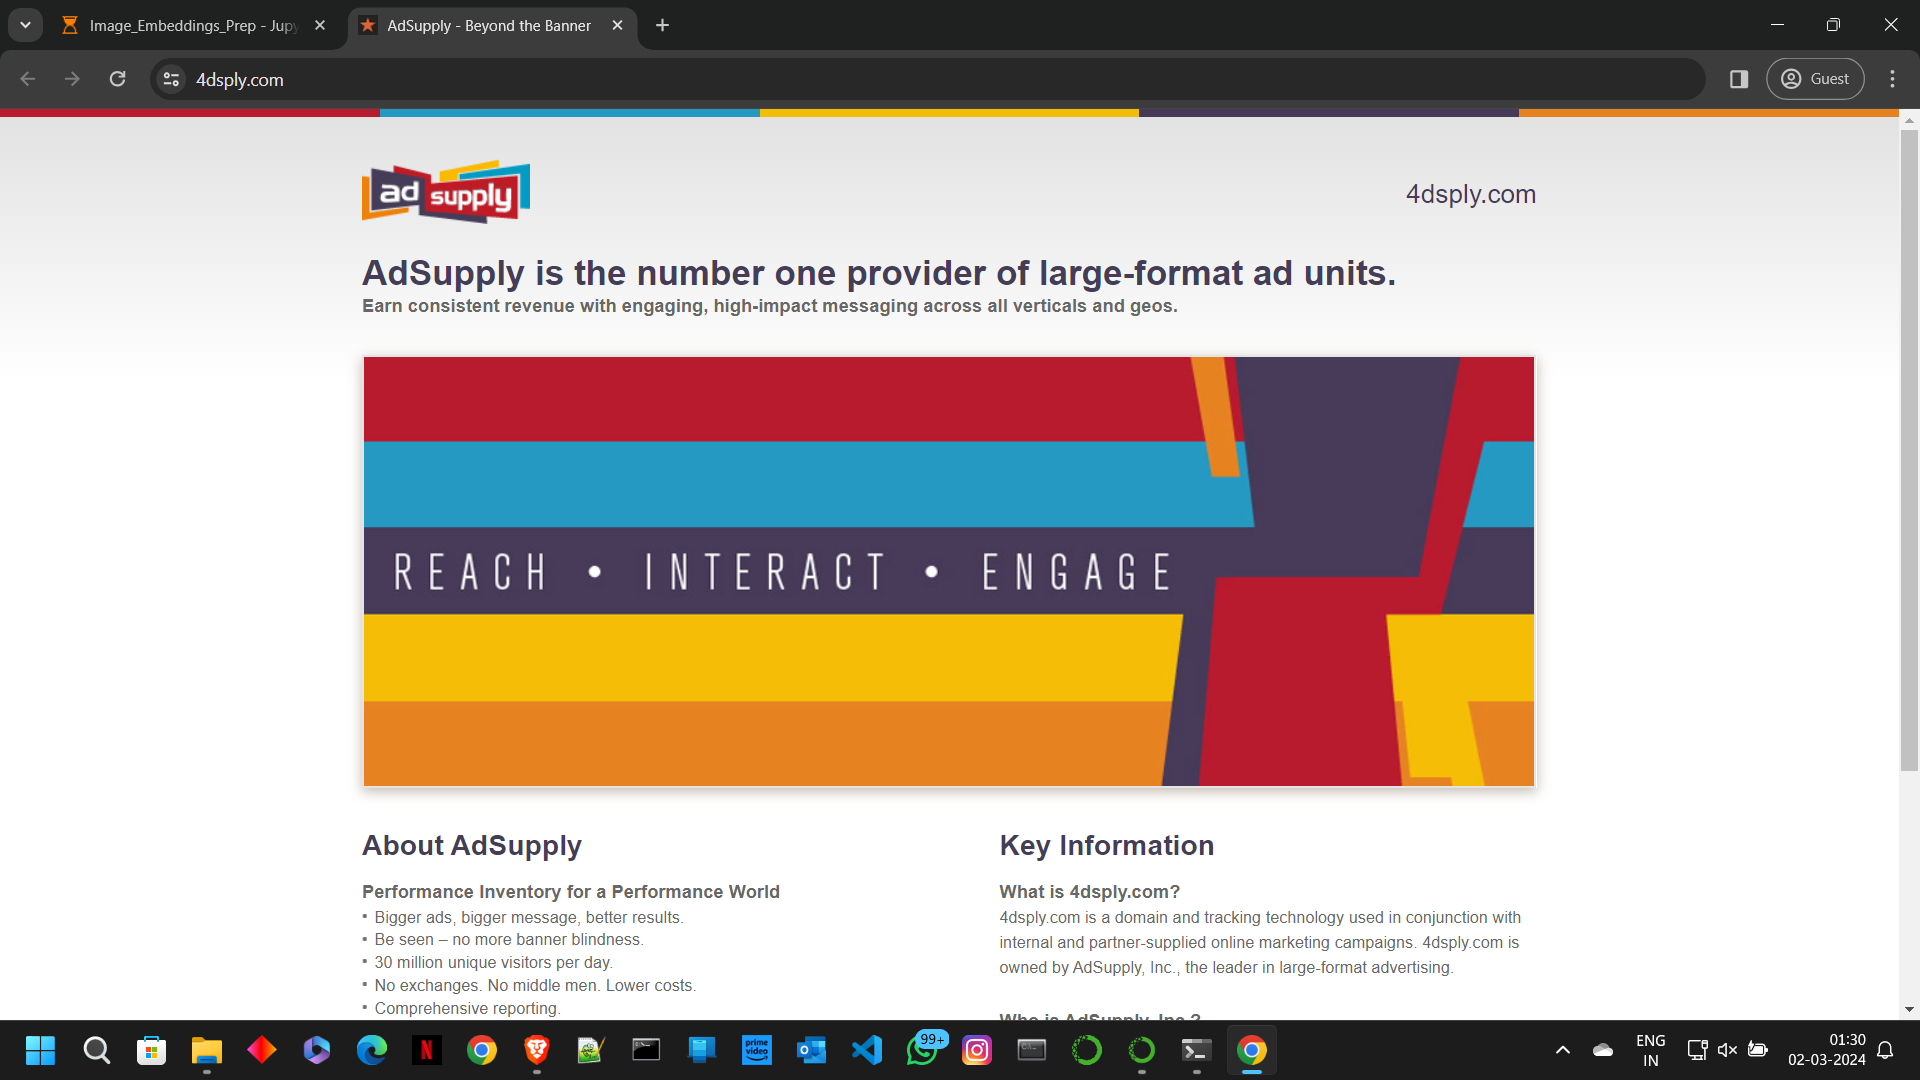 Image_Embeddings_Prep - Jupy
AdSupply - Beyond the Banner
4dsply.com
Guest
ad supply
4dsply.com
AdSupply is the number one provider of large-format ad units.
Earn consistent revenue with engaging, high-impact messaging across all verticals and geos.
REACH • INTERACT • ENGAGE
About AdSupply
Performance Inventory for a Performance World
• Bigger ads, bigger message, better results.
• Be seen – no more banner blindness.
• 30 million unique visitors per day.
• No exchanges. No middle men. Lower costs.
• Comprehensive reporting.
Key Information
What is 4dsply.com?
4dsply.com is a domain and tracking technology used in conjunction with
internal and partner-supplied online marketing campaigns. 4dsply.com is
owned by AdSupply, Inc., the leader in large-format advertising.
Who is AdSupply, Inc.?
N
prime video
99+
ENG
IN
01:30
02-03-2024